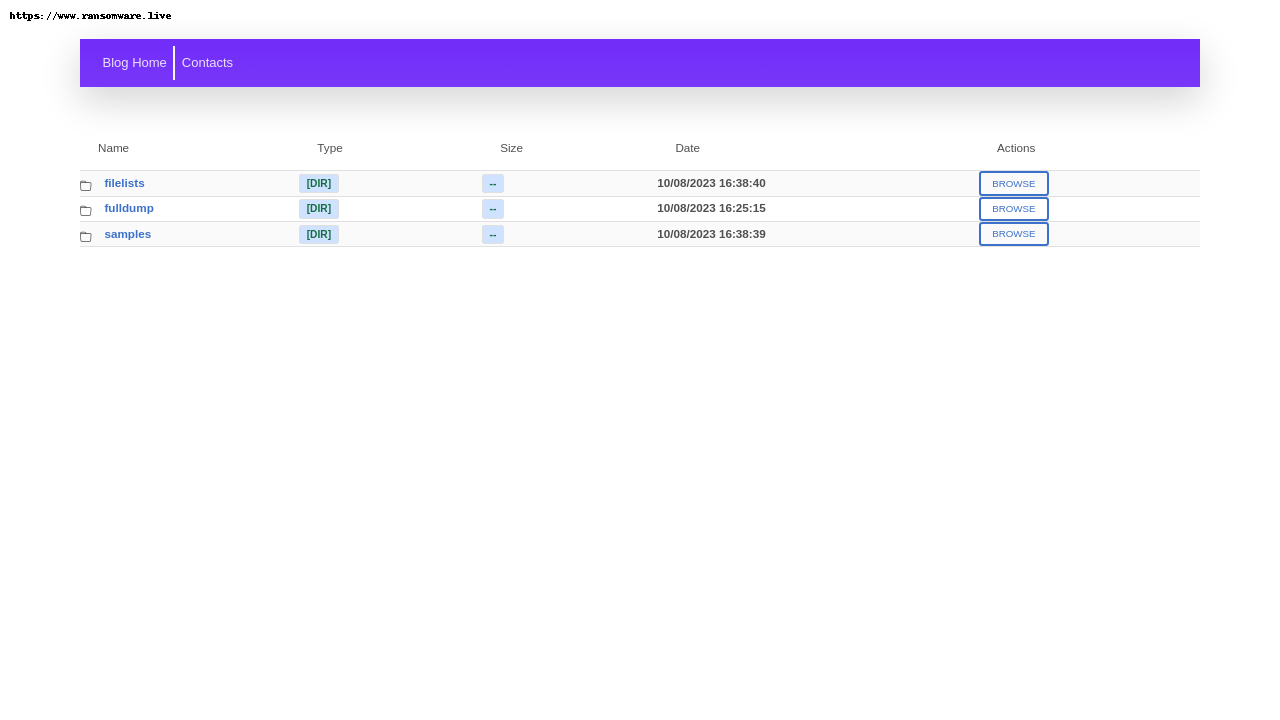 https://www.ransomware.live
Blog Home Contacts
Name Type Size Date Actions
filelists [DIR] -- 10/08/2023 16:38:40 BROWSE
fulldump [DIR] -- 10/08/2023 16:25:15 BROWSE
samples [DIR] -- 10/08/2023 16:38:39 BROWSE